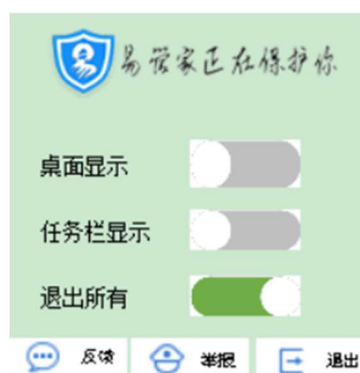 易管家正在保护你
桌面显示
任务栏显示
退出所有
反馈 举报 退出